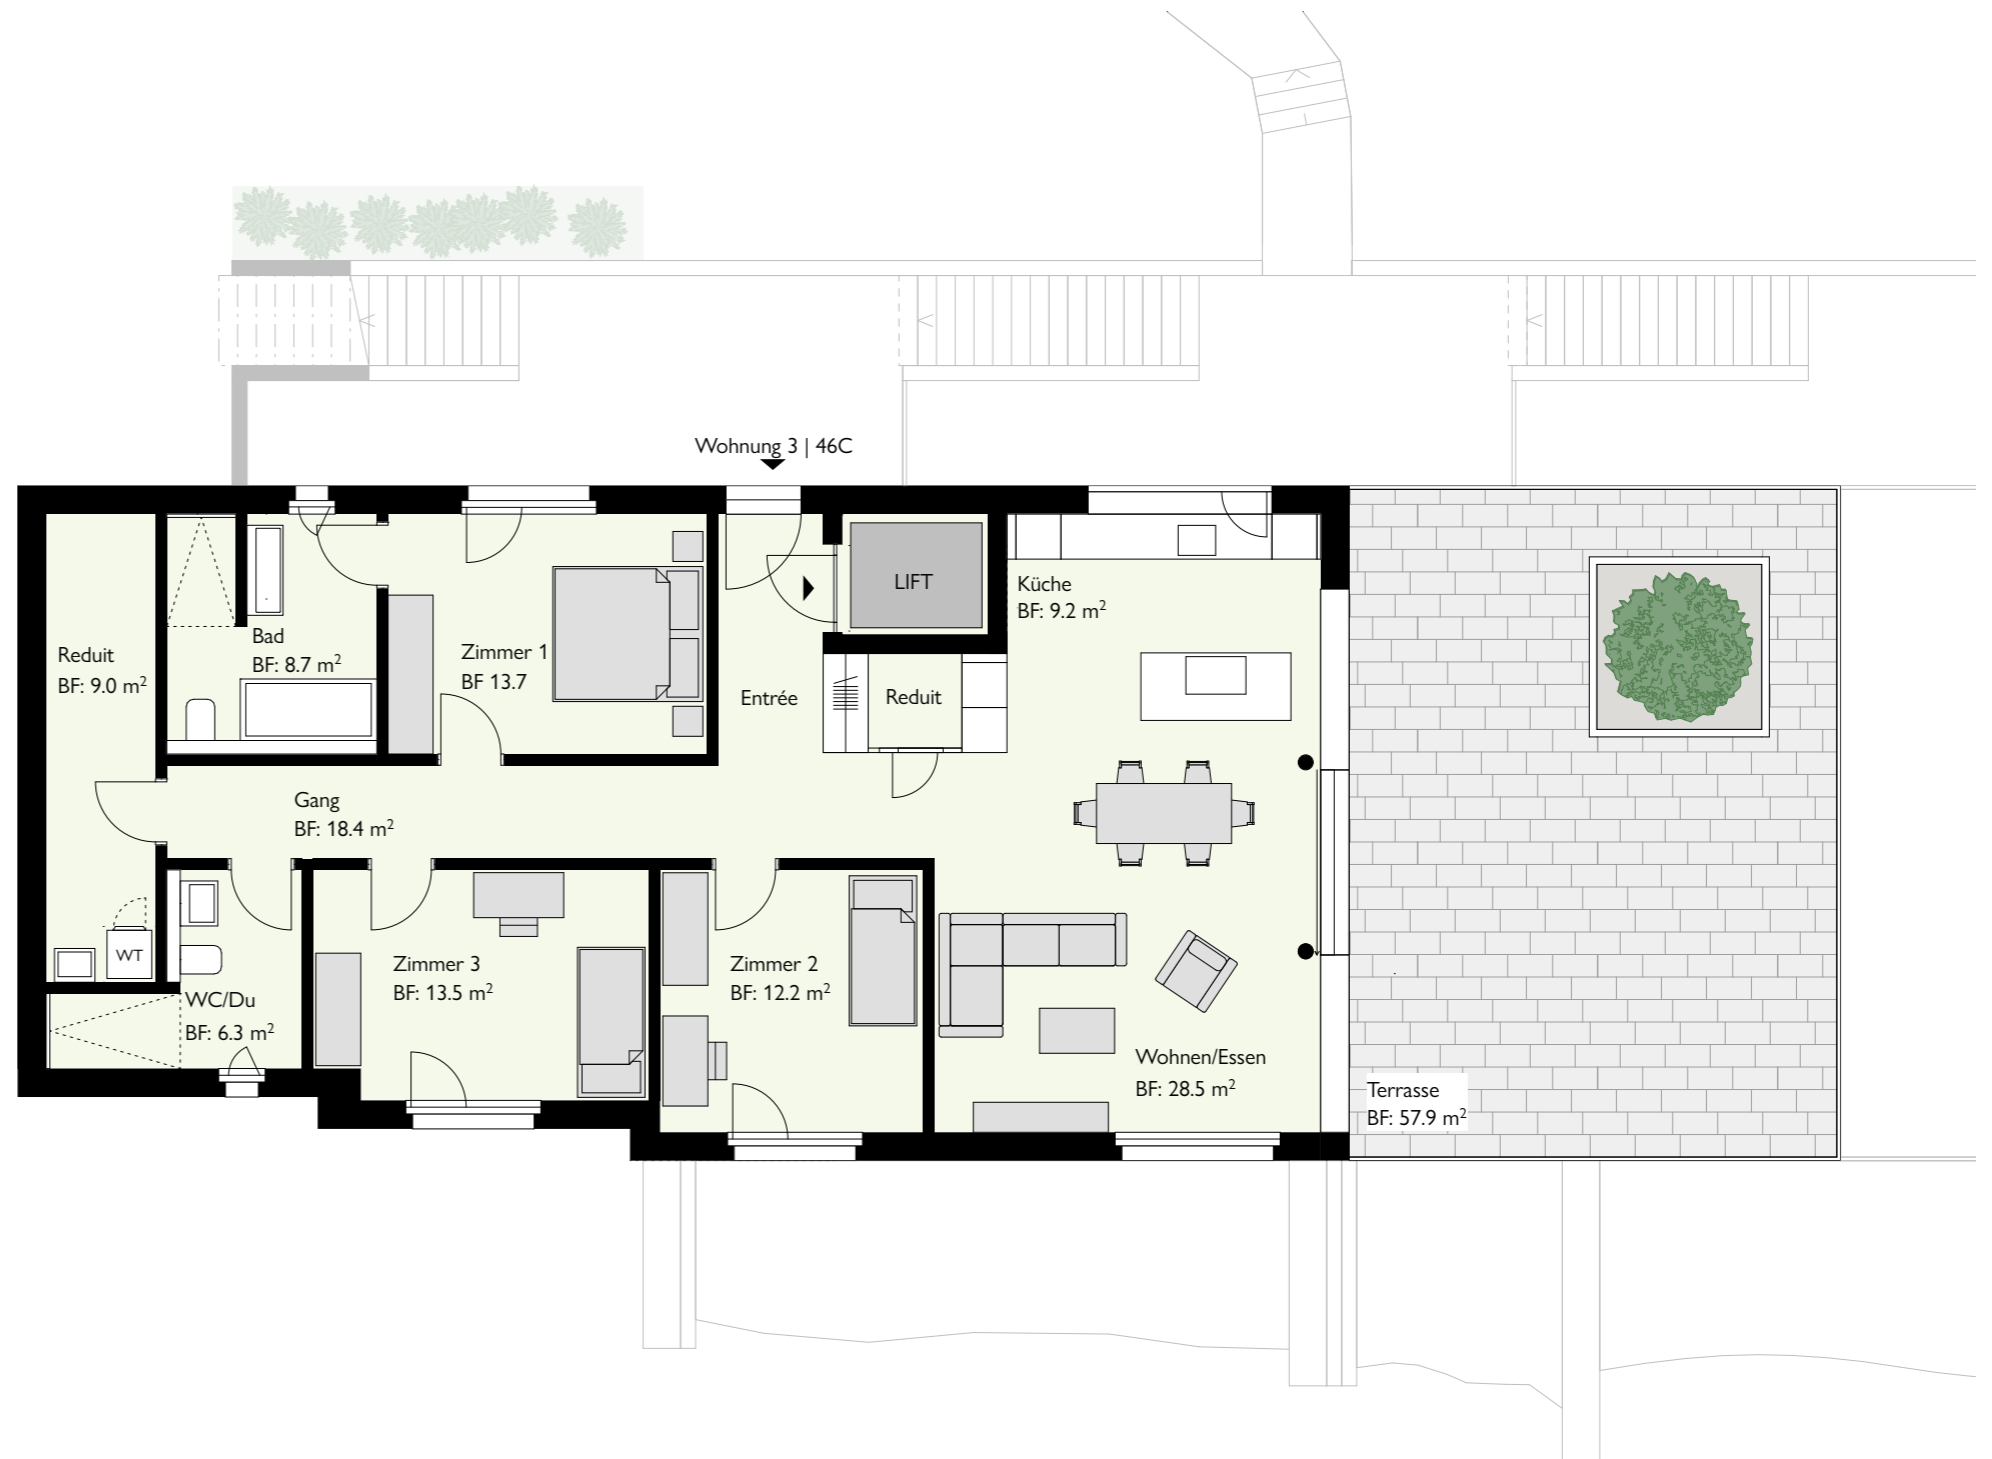 Wohnung 3 | 46C
LIFT
Küche
BF: 9.2 m²
Bad
BF: 8.7 m²
Reduit
BF: 9.0 m²
Zimmer 1
BF 13.7
Entrée
Reduit
Gang
BF: 18.4 m²
WT
WC/Du
BF: 6.3 m²
Zimmer 3
BF: 13.5 m²
Zimmer 2
BF: 12.2 m²
Wohnen/Essen
BF: 28.5 m²
Terrasse
BF: 57.9 m²